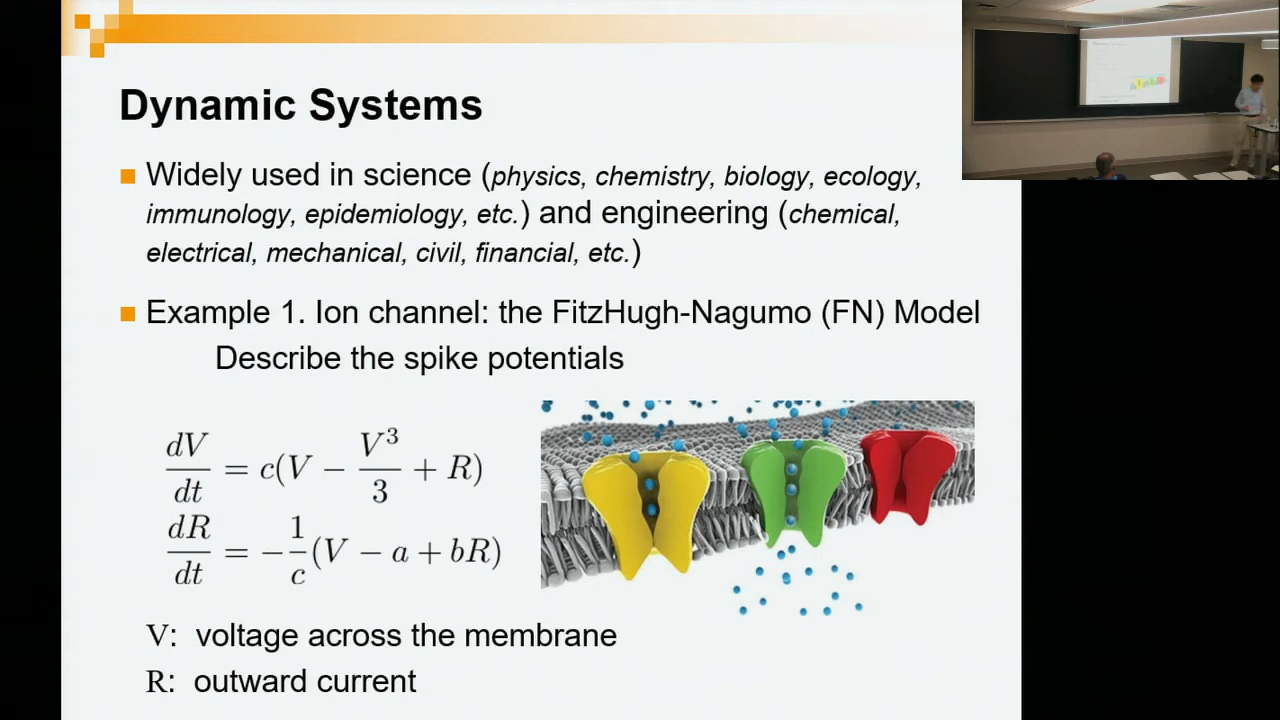 Dynamic Systems
Widely used in science (physics, chemistry, biology, ecology,
immunology, epidemiology, etc.) and engineering (chemical,
electrical, mechanical, civil, financial, etc.)
Example 1. Ion channel: the FitzHugh-Nagumo (FN) Model
Describe the spike potentials
dV/dt = c(V − V³/3 + R)
dR/dt = −1/c(V − a + bR)
V: voltage across the membrane
R: outward current